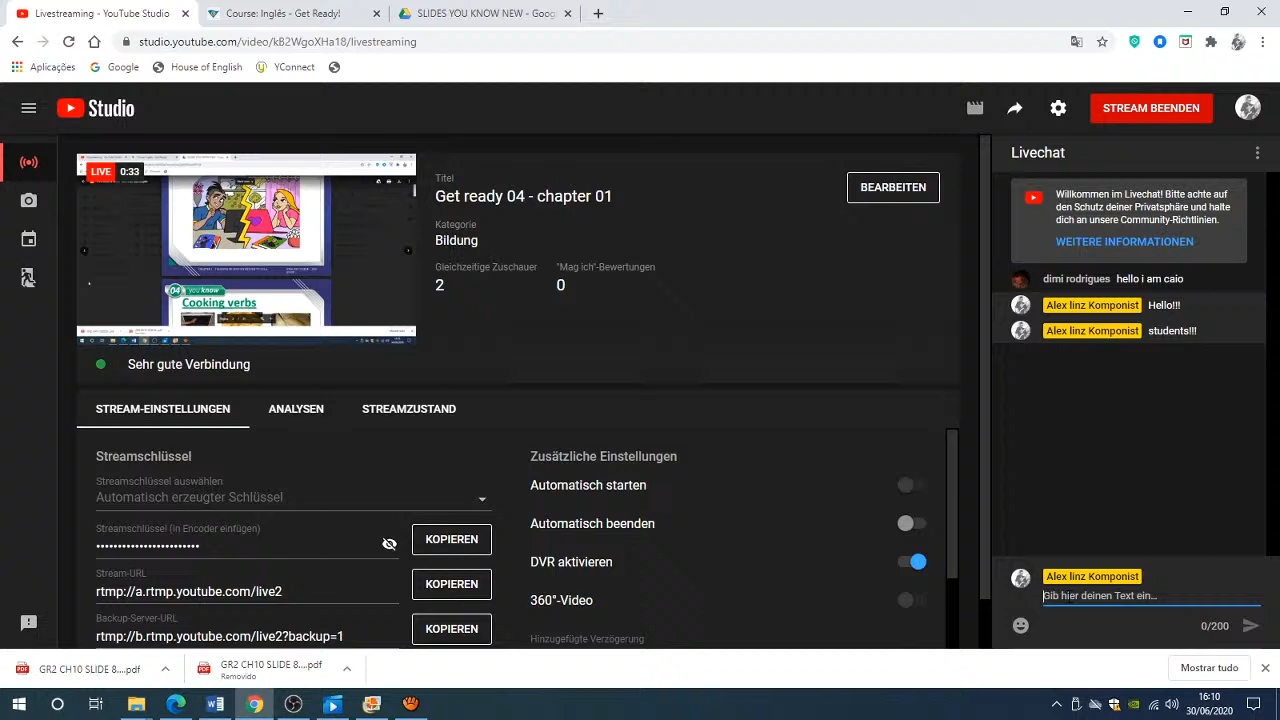 Livestreaming - YouTube Studio
Course: Inglês - Get Ready!
SLIDES YOU KNOW NEW - Goog
studio.youtube.com/video/kB2WgoXHa18/livestreaming
Aplicações
Google
House of English
YConnect
Studio
STREAM BEENDEN
LIVE 0:33
04 you know
Cooking verbs
Titel
Get ready 04 - chapter 01
Kategorie
Bildung
Gleichzeitige Zuschauer
"Mag ich"-Bewertungen
2
0
BEARBEITEN
Sehr gute Verbindung
STREAM-EINSTELLUNGEN
ANALYSEN
STREAMZUSTAND
Streamschlüssel
Streamschlüssel auswählen
Automatisch erzeugter Schlüssel
Streamschlüssel (in Encoder einfügen)
••••••••••••••••••••••••
KOPIEREN
Stream-URL
rtmp://a.rtmp.youtube.com/live2
KOPIEREN
Backup-Server-URL
rtmp://b.rtmp.youtube.com/live2?backup=1
KOPIEREN
Zusätzliche Einstellungen
Automatisch starten
Automatisch beenden
DVR aktivieren
360°-Video
Hinzugefügte Verzögerung
Livechat
Willkommen im Livechat! Bitte achte auf
den Schutz deiner Privatsphäre und halte
dich an unsere Community-Richtlinien.
WEITERE INFORMATIONEN
dimi rodrigues hello i am caio
Alex linz Komponist Hello!!!
Alex linz Komponist students!!!
Alex linz Komponist
Gib hier deinen Text ein…
0/200
GR2 CH10 SLIDE 8....pdf
GR2 CH10 SLIDE 8....pdf
Removido
Mostrar tudo
16:10
30/06/2020